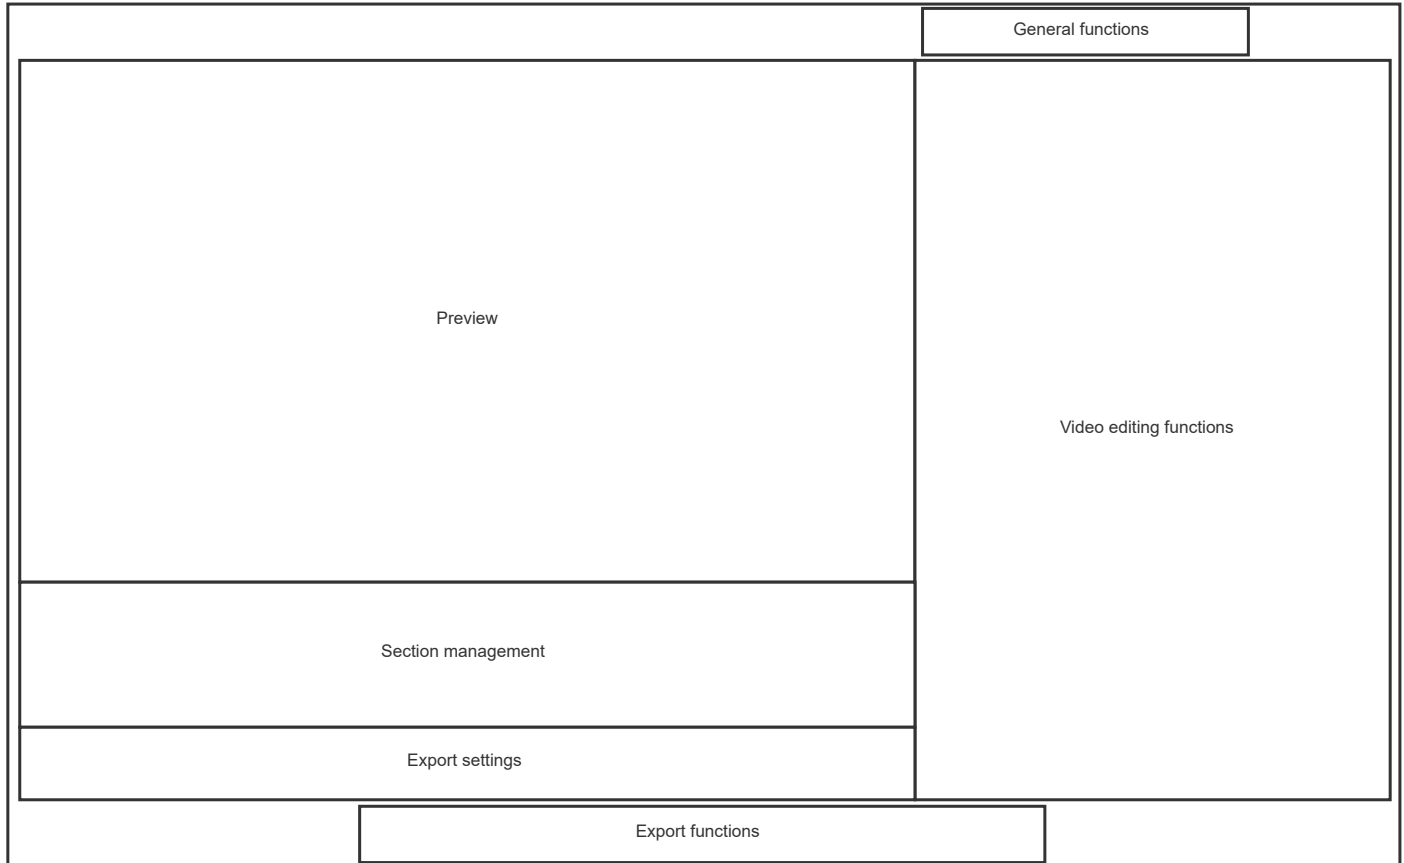 General functions
Preview
Video editing functions
Section management
Export settings
Export functions